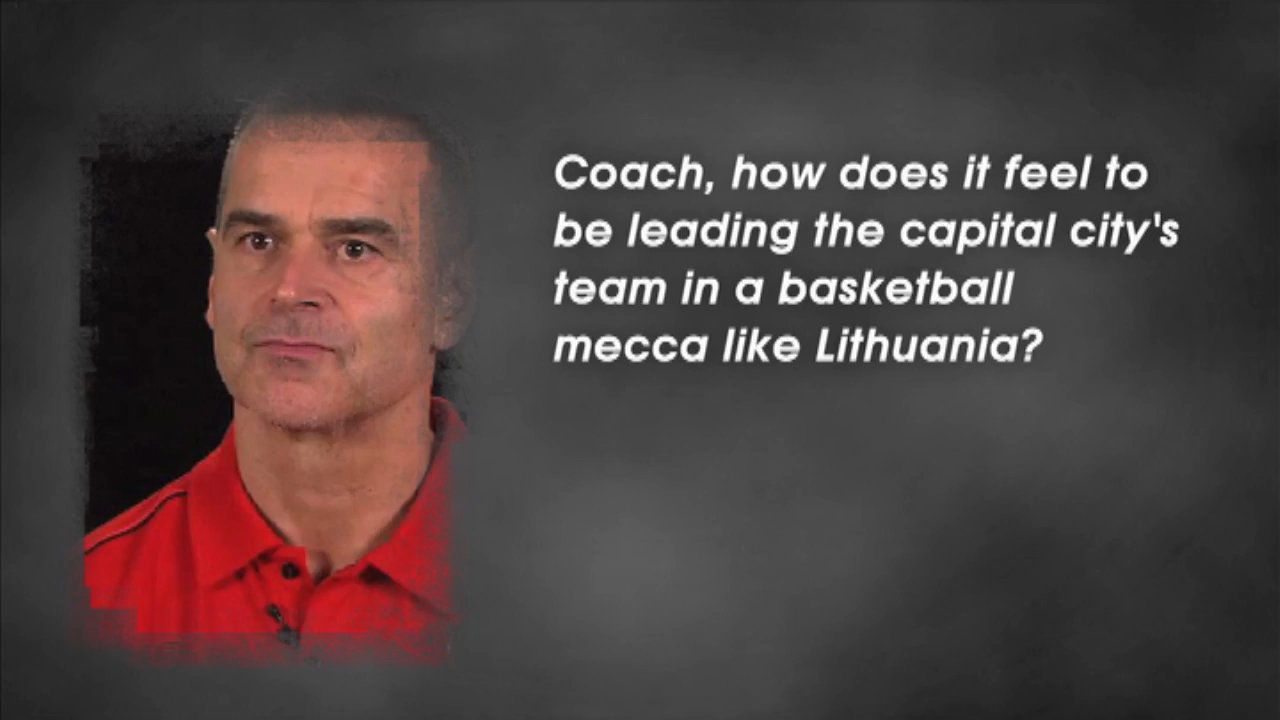 Coach, how does it feel to
be leading the capital city's
team in a basketball
mecca like Lithuania?